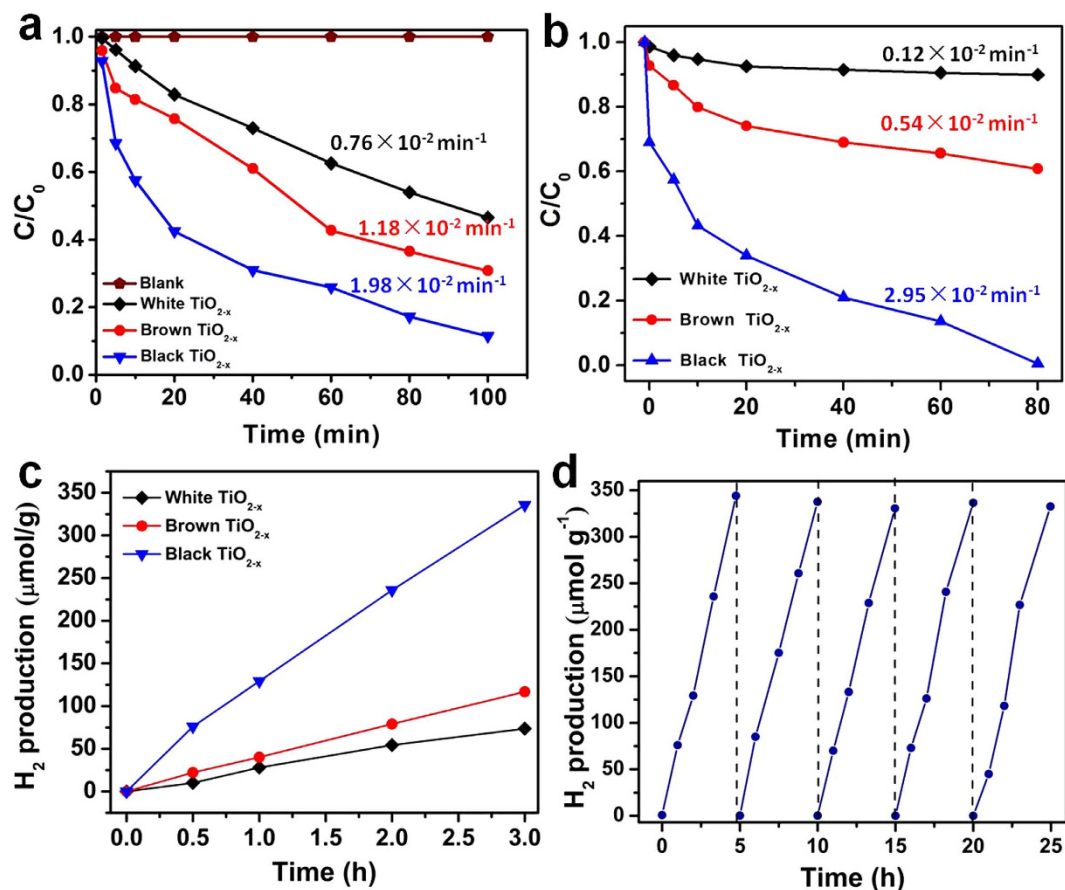 a
1.0
0.8
0.6
0.4
0.2
0.0
C/C₀
0.76×10⁻² min⁻¹
1.18×10⁻² min⁻¹
1.98×10⁻² min⁻¹
Blank
White TiO₂₋ₓ
Brown TiO₂₋ₓ
Black TiO₂₋ₓ
0 20 40 60 80 100
Time (min)
b
1.0
0.8
0.6
0.4
0.2
0.0
C/C₀
0.12×10⁻² min⁻¹
0.54×10⁻² min⁻¹
2.95×10⁻² min⁻¹
White TiO₂₋ₓ
Brown TiO₂₋ₓ
Black TiO₂₋ₓ
0 20 40 60 80
Time (min)
c
350
300
250
200
150
100
50
0
H₂ production (μmol/g)
White TiO₂₋ₓ
Brown TiO₂₋ₓ
Black TiO₂₋ₓ
0.0 0.5 1.0 1.5 2.0 2.5 3.0
Time (h)
d
350
300
250
200
150
100
50
0
H₂ production (μmol g⁻¹)
0 5 10 15 20 25
Time (h)